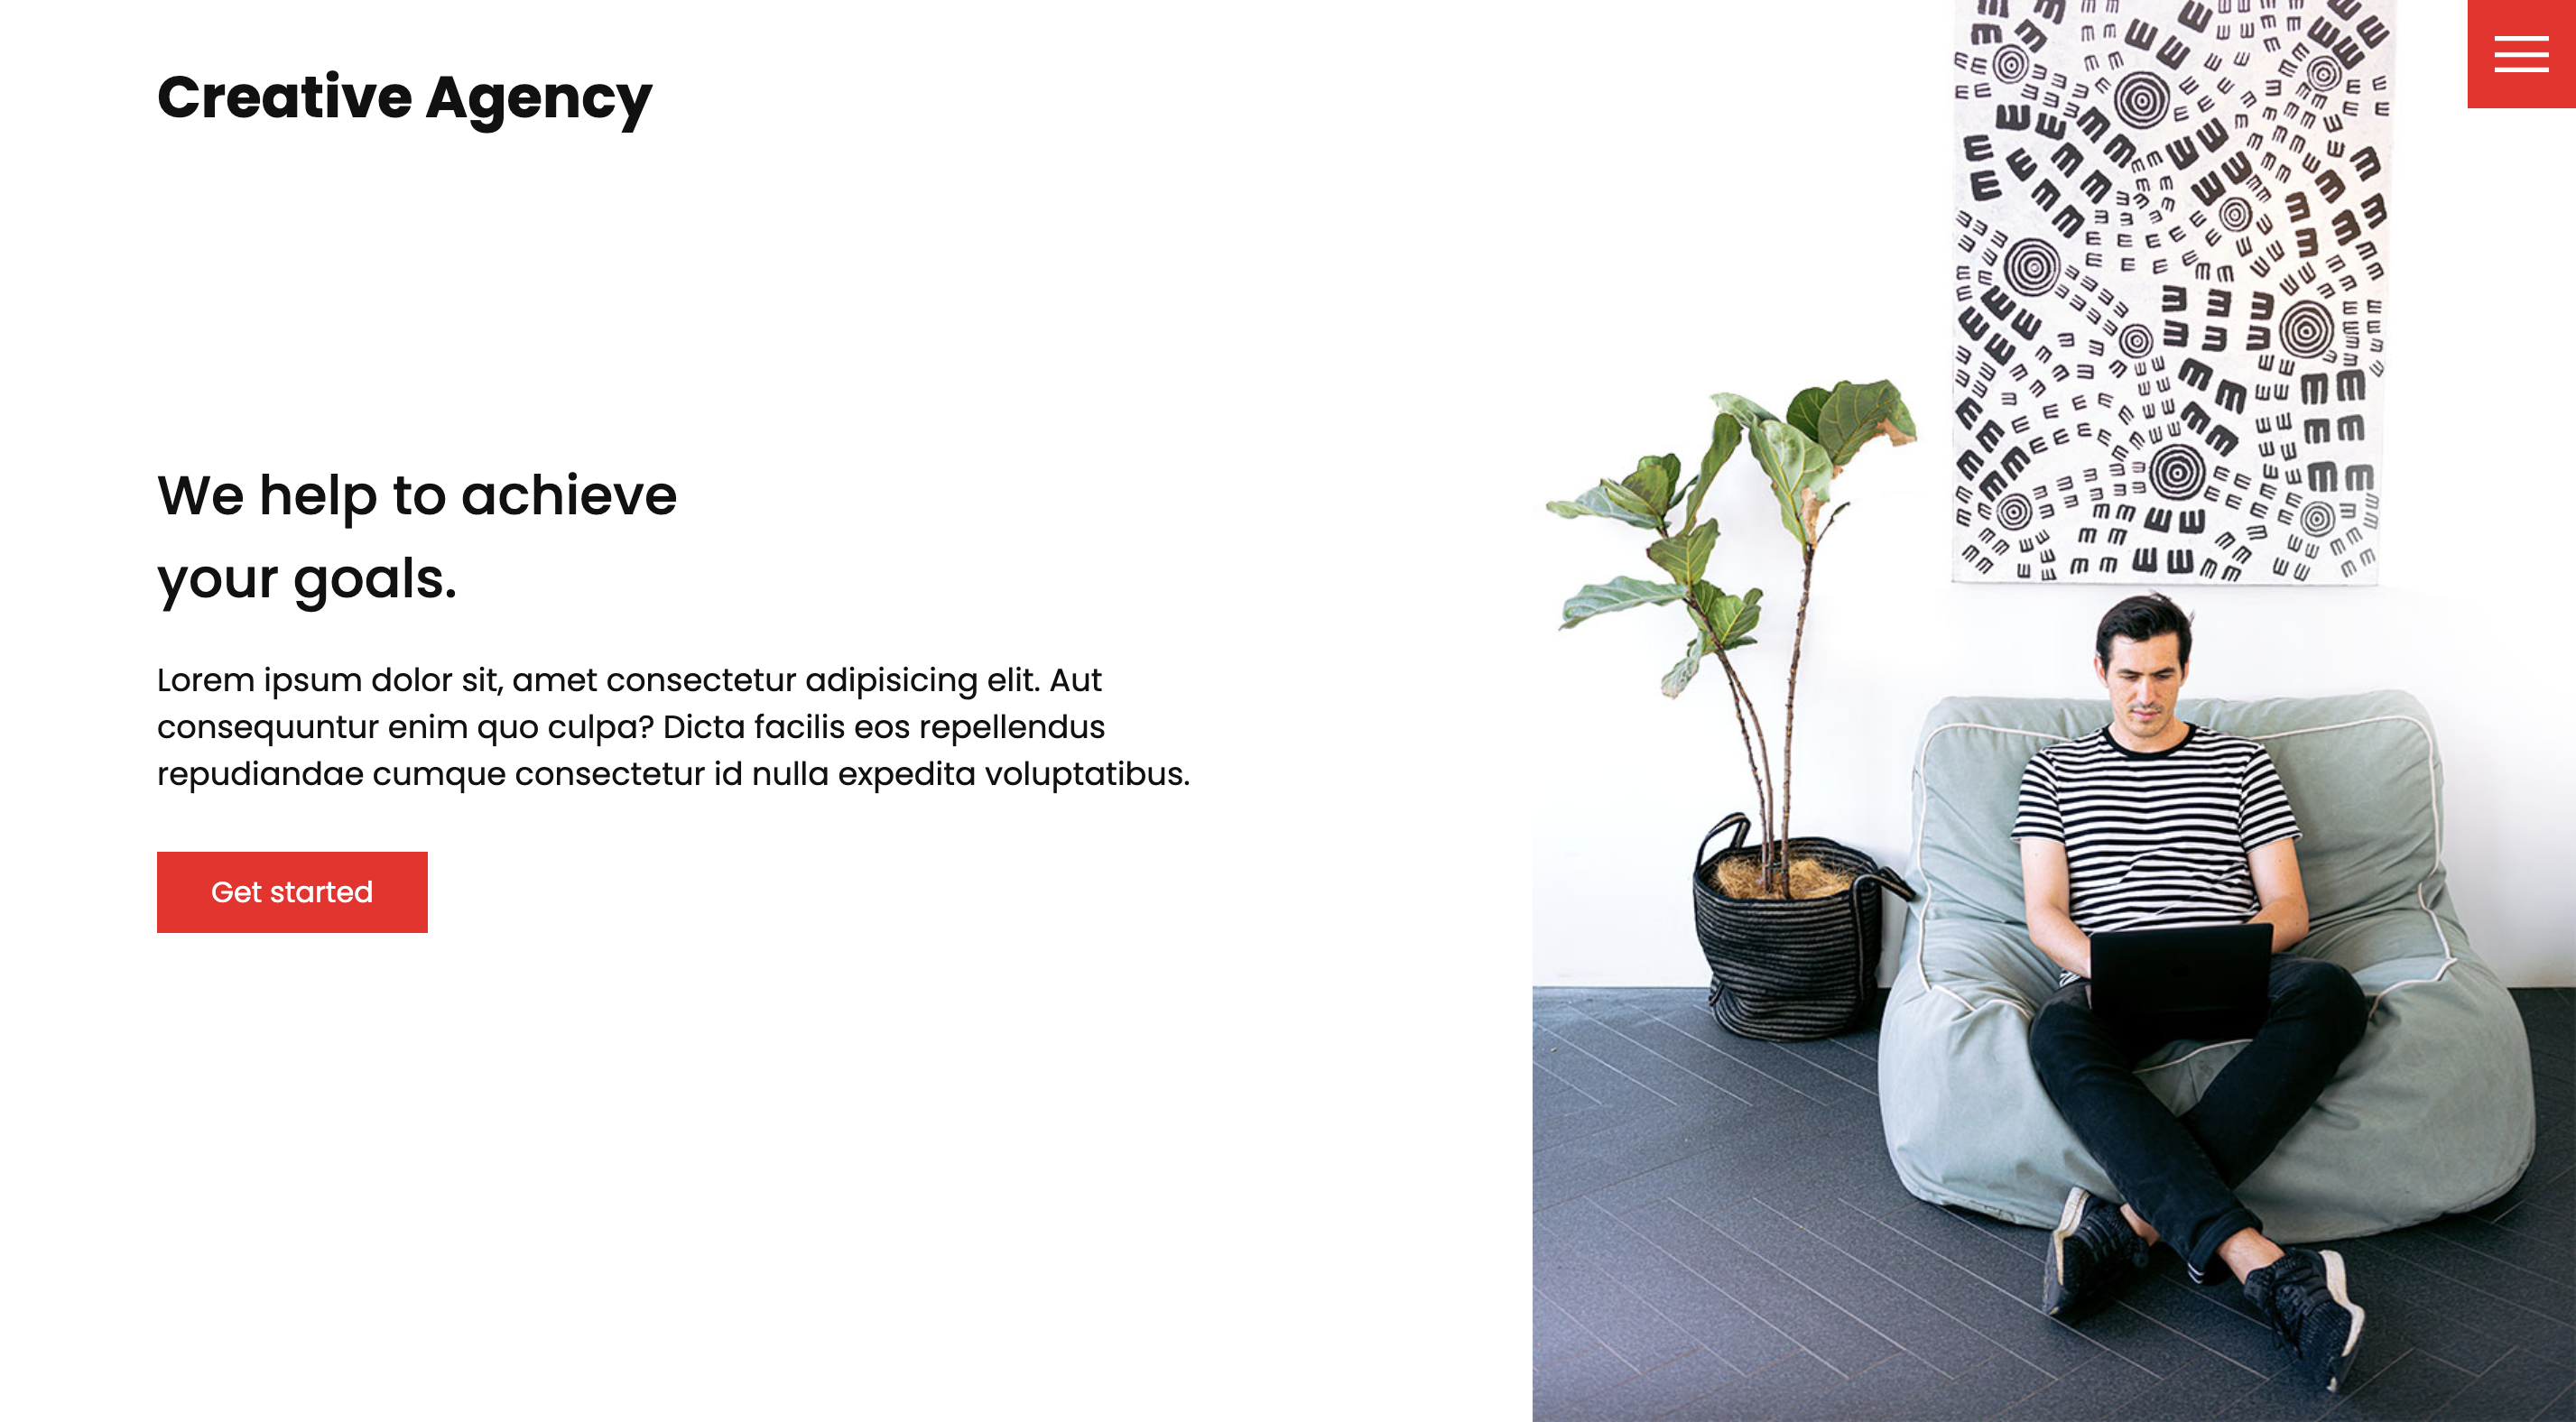 Creative Agency
We help to achieve
your goals.
Lorem ipsum dolor sit, amet consectetur adipisicing elit. Aut
consequuntur enim quo culpa? Dicta facilis eos repellendus
repudiandae cumque consectetur id nulla expedita voluptatibus.
Get started